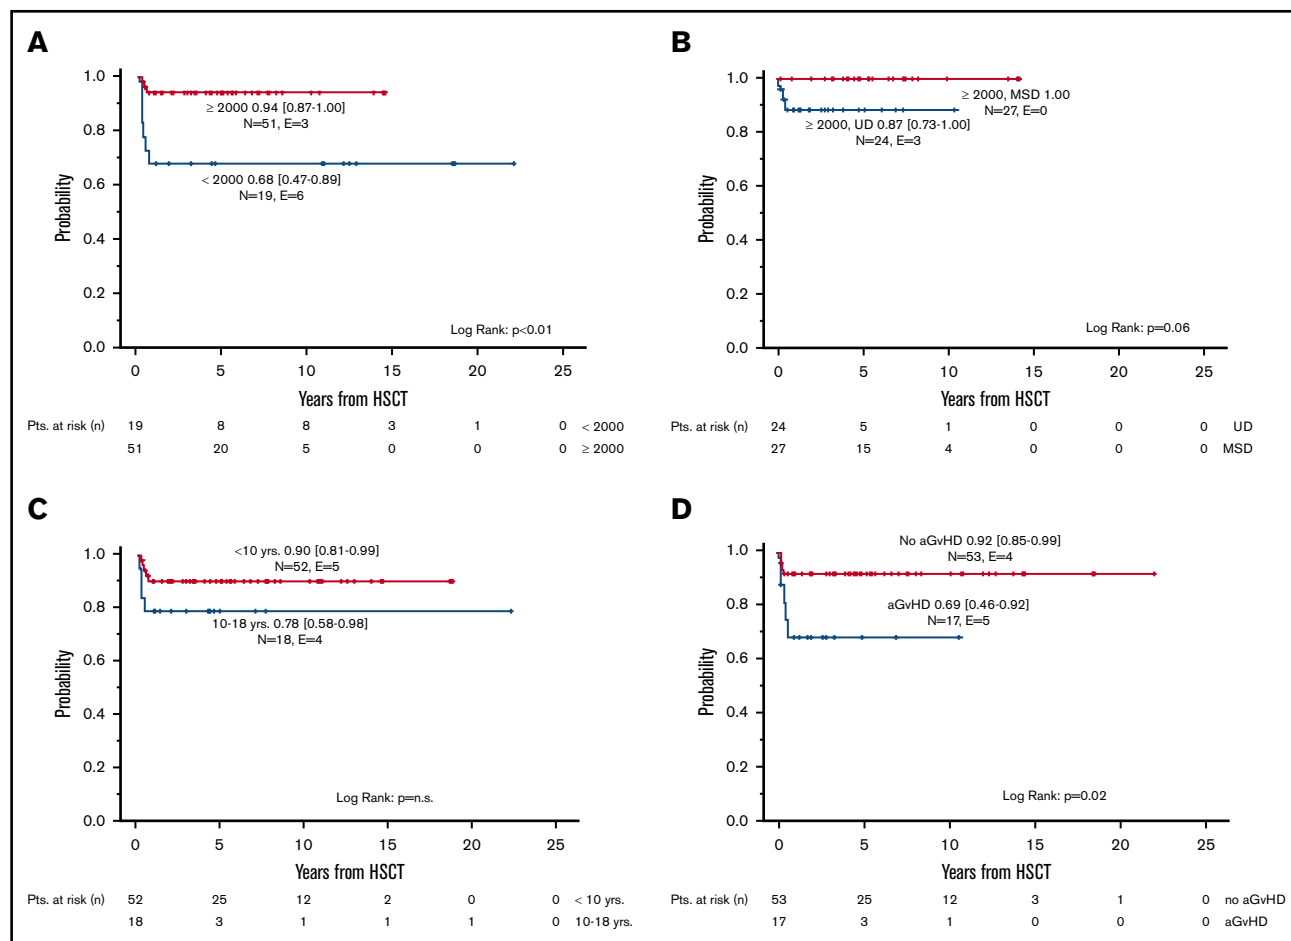 A
1.0
0.8
0.6
0.4
0.2
0.0
Probability
≥ 2000 0.94 [0.87-1.00]
N=51, E=3
< 2000 0.68 [0.47-0.89]
N=19, E=6
Log Rank: p<0.01
0 5 10 15 20 25
Years from HSCT
Pts. at risk (n) 19 8 8 3 1 0 < 2000
51 20 5 0 0 0 ≥ 2000
B
1.0
0.8
0.6
0.4
0.2
0.0
Probability
≥ 2000, MSD 1.00
N=27, E=0
≥ 2000, UD 0.87 [0.73-1.00]
N=24, E=3
Log Rank: p=0.06
0 5 10 15 20 25
Years from HSCT
Pts. at risk (n) 24 5 1 0 0 0 UD
27 15 4 0 0 0 MSD
C
1.0
0.8
0.6
0.4
0.2
0.0
Probability
<10 yrs. 0.90 [0.81-0.99]
N=52, E=5
10-18 yrs. 0.78 [0.58-0.98]
N=18, E=4
Log Rank: p=n.s.
0 5 10 15 20 25
Years from HSCT
Pts. at risk (n) 52 25 12 2 0 0 < 10 yrs.
18 3 1 1 1 0 10-18 yrs.
D
1.0
0.8
0.6
0.4
0.2
0.0
Probability
No aGvHD 0.92 [0.85-0.99]
N=53, E=4
aGvHD 0.69 [0.46-0.92]
N=17, E=5
Log Rank: p=0.02
0 5 10 15 20 25
Years from HSCT
Pts. at risk (n) 53 25 12 3 1 0 no aGvHD
17 3 1 0 0 0 aGvHD